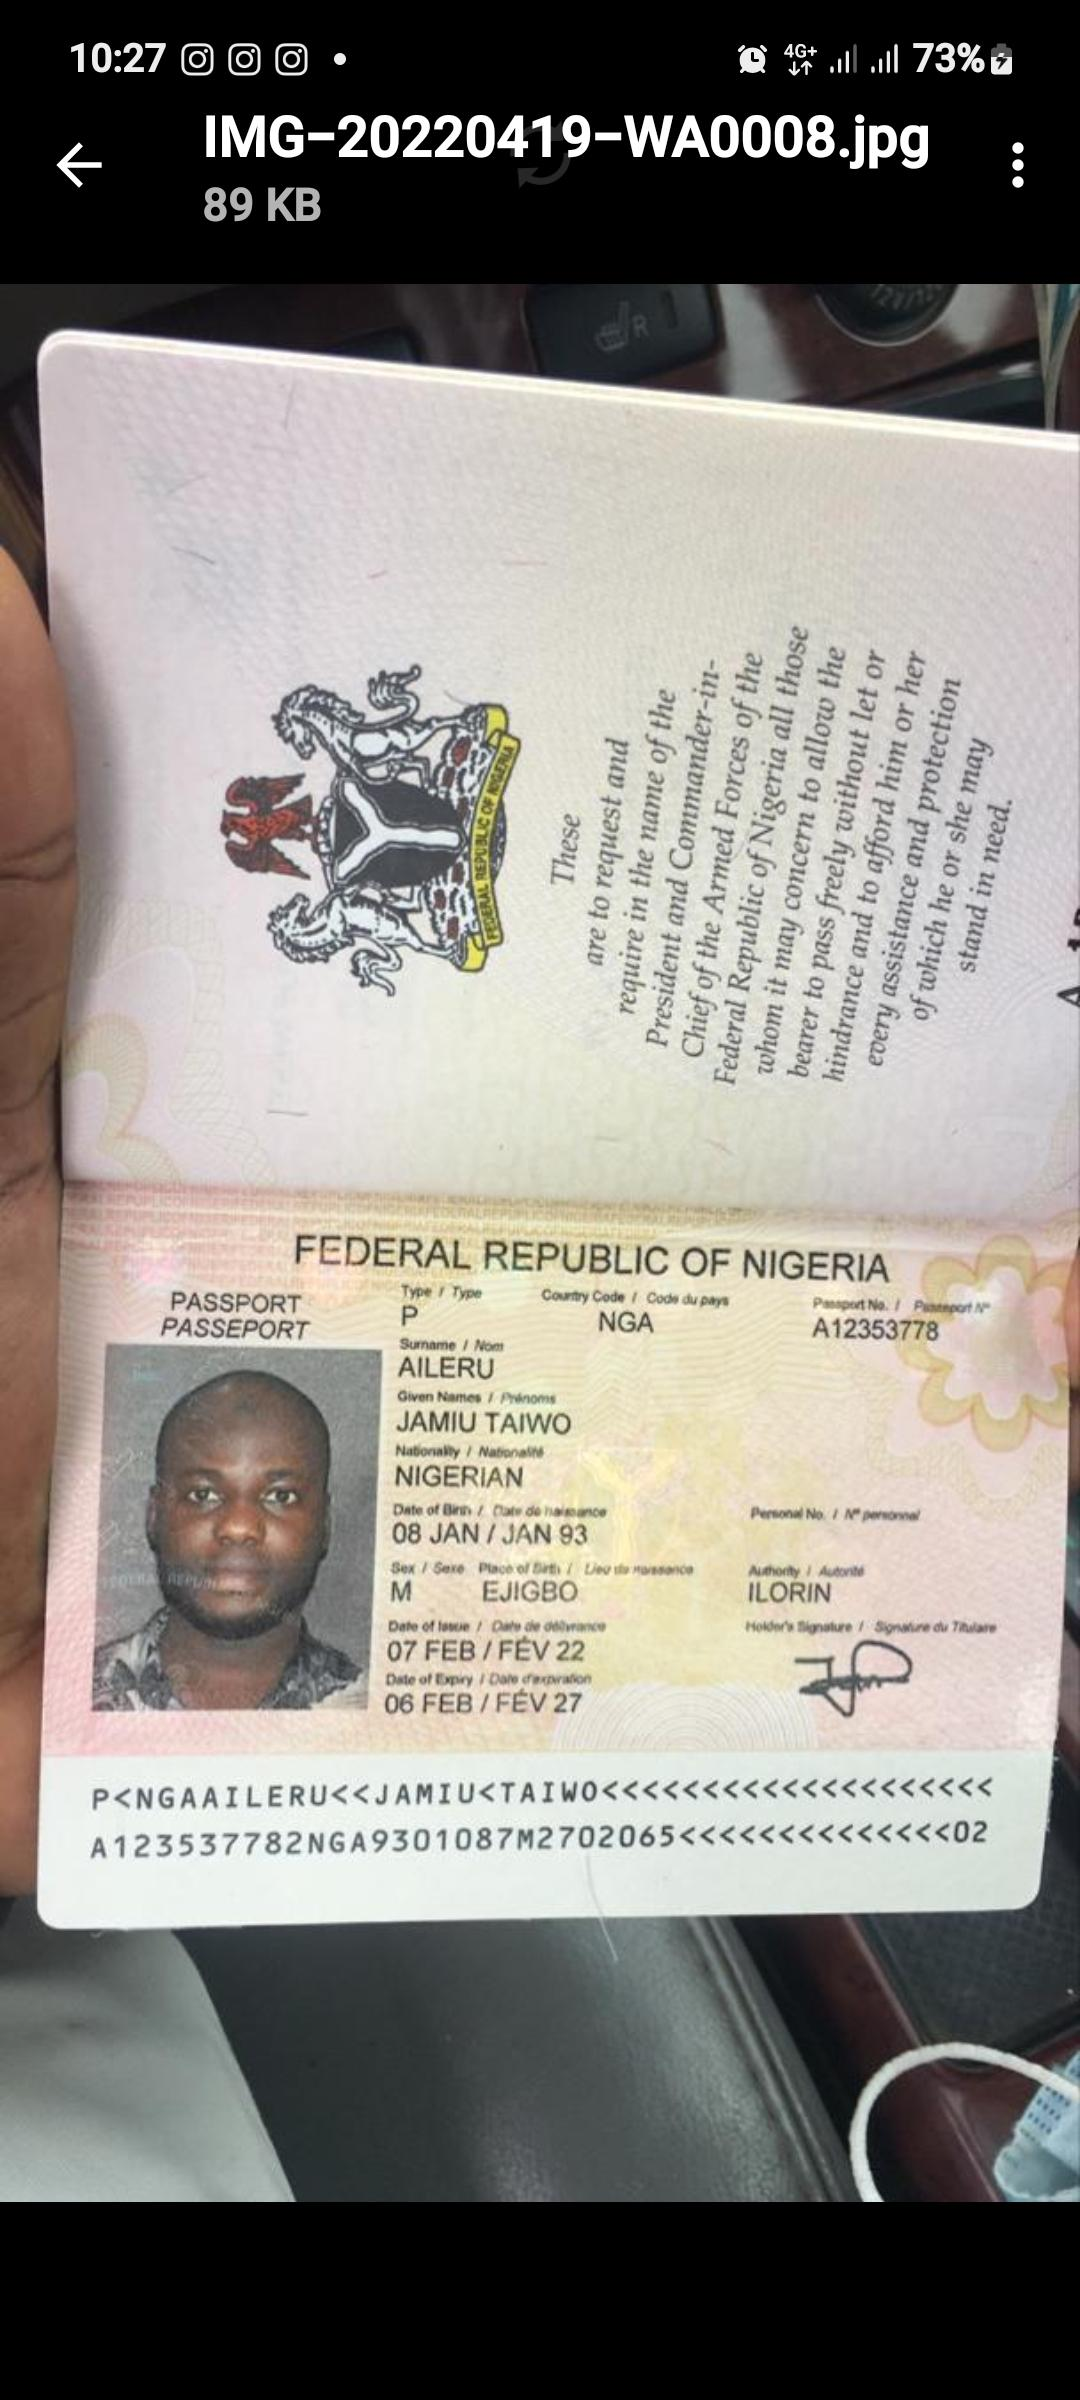 10:27
4G+
73%
IMG-20220419-WA0008.jpg
89 KB
R
FEDERAL REPUBLIC OF NIGERIA
These
are to request and
require in the name of the
President and Commander-in-
Chief of the Armed Forces of the
Federal Republic of Nigeria all those
whom it may concern to allow the
bearer to pass freely without let or
hindrance and to afford him or her
every assistance and protection
of which he or she may
stand in need.
FEDERAL REPUBLIC OF NIGERIA
PASSPORT
PASSEPORT
Type / Type Country Code / Code du pays Passport No. / Passeport N°
P NGA A12353778
Surname / Nom
AILERU
Given Names / Prénoms
JAMIU TAIWO
Nationality / Nationalité
NIGERIAN
Date of Birth / Date de naissance Personal No. / N° personnel
08 JAN / JAN 93
Sex / Sexe Place of Birth / Lieu de naissance Authority / Autorité
M EJIGBO ILORIN
Date of Issue / Date de délivrance Holder's Signature / Signature du Titulaire
07 FEB / FÉV 22
Date of Expiry / Date d'expiration
06 FEB / FÉV 27
P<NGAAILERU<<JAMIU<TAIWO<<<<<<<<<<<<<<<<<<<<
A123537782NGA9301087M2702065<<<<<<<<<<<<<<02